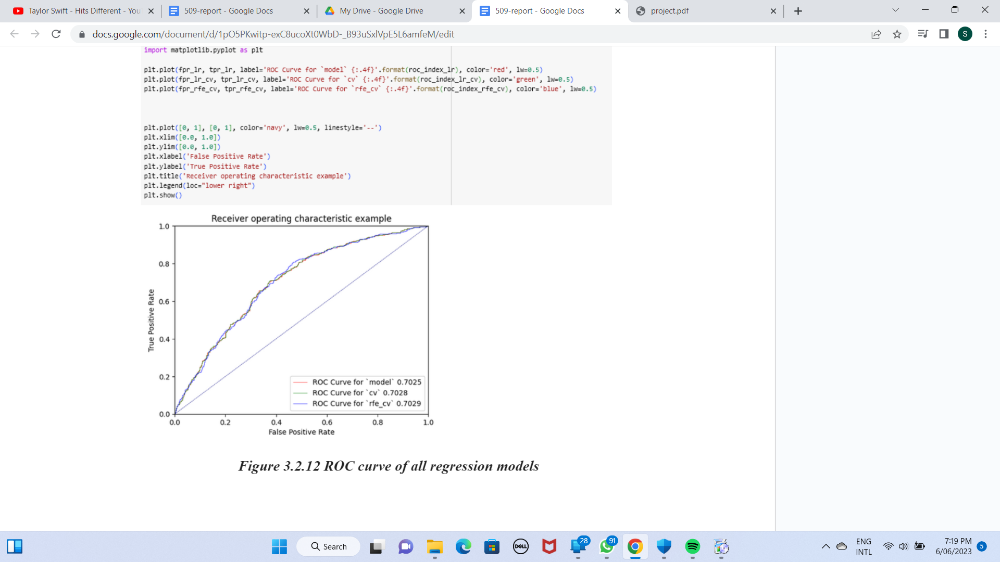 Taylor Swift - Hits Different - You
509-report - Google Docs
My Drive - Google Drive
509-report - Google Docs
project.pdf
docs.google.com/document/d/1pO5PKwitp-exC8ucoXt0WbD-_B93uSxlVpE5L6amfeM/edit
S
import matplotlib.pyplot as plt
plt.plot(fpr_lr, tpr_lr, label='ROC Curve for `model` {:.4f}'.format(roc_index_lr), color='red', lw=0.5)
plt.plot(fpr_lr_cv, tpr_lr_cv, label='ROC Curve for `cv` {:.4f}'.format(roc_index_lr_cv), color='green', lw=0.5)
plt.plot(fpr_rfe_cv, tpr_rfe_cv, label='ROC Curve for `rfe_cv` {:.4f}'.format(roc_index_rfe_cv), color='blue', lw=0.5)
plt.plot([0, 1], [0, 1], color='navy', lw=0.5, linestyle='--')
plt.xlim([0.0, 1.0])
plt.ylim([0.0, 1.0])
plt.xlabel('False Positive Rate')
plt.ylabel('True Positive Rate')
plt.title('Receiver operating characteristic example')
plt.legend(loc="lower right")
plt.show()
Receiver operating characteristic example
1.0
0.8
0.6
0.4
0.2
0.0
True Positive Rate
ROC Curve for `model` 0.7025
ROC Curve for `cv` 0.7028
ROC Curve for `rfe_cv` 0.7029
0.0 0.2 0.4 0.6 0.8 1.0
False Positive Rate
Figure 3.2.12 ROC curve of all regression models
Search
DELL
28
91
ENG
INTL
7:19 PM
6/06/2023
5